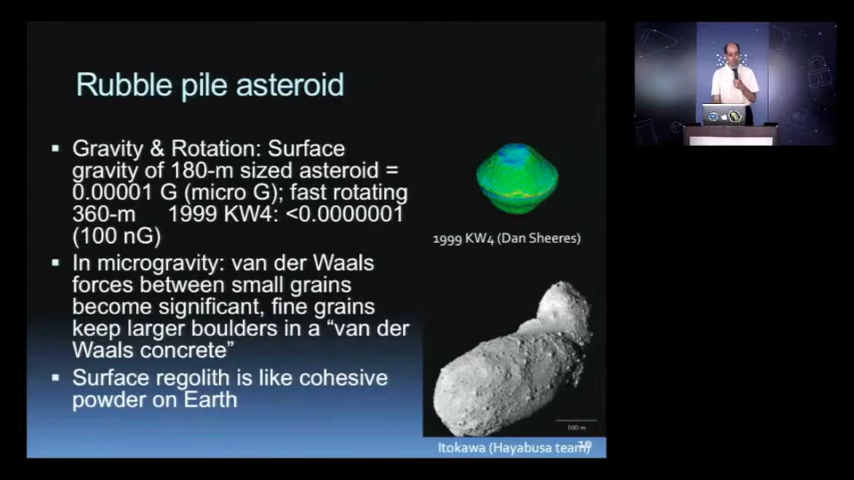 Rubble pile asteroid
Gravity & Rotation: Surface
gravity of 180-m sized asteroid =
0.00001 G (micro G); fast rotating
360-m 1999 KW4: <0.0000001
(100 nG)
In microgravity: van der Waals
forces between small grains
become significant, fine grains
keep larger boulders in a “van der
Waals concrete”
Surface regolith is like cohesive
powder on Earth
1999 KW4 (Dan Sheeres)
100 m
Itokawa (Hayabusa team)
19